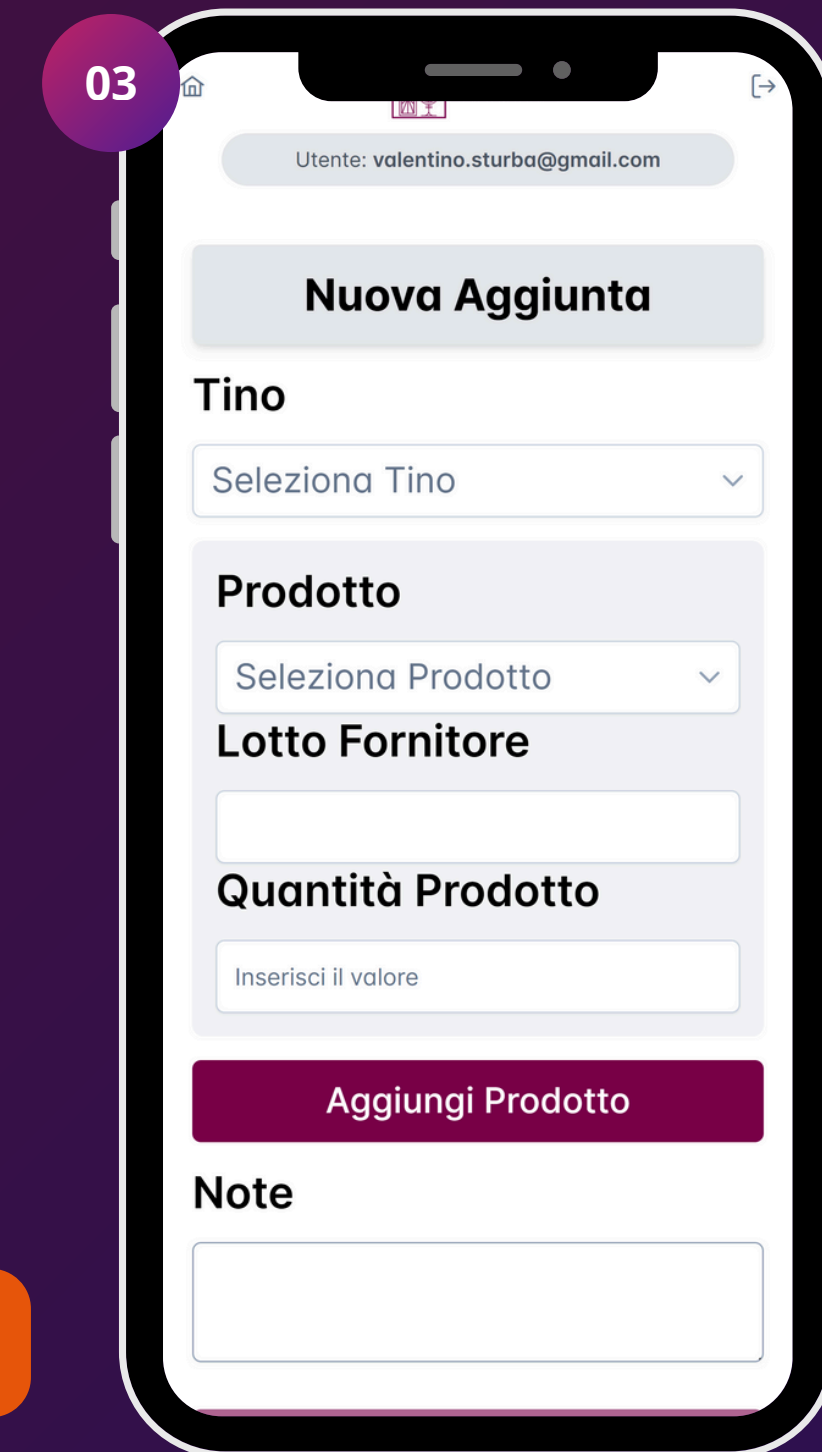 03
Utente: valentino.sturba@gmail.com
Nuova Aggiunta
Tino
Seleziona Tino
Prodotto
Seleziona Prodotto
Lotto Fornitore
Quantità Prodotto
Inserisci il valore
Aggiungi Prodotto
Note